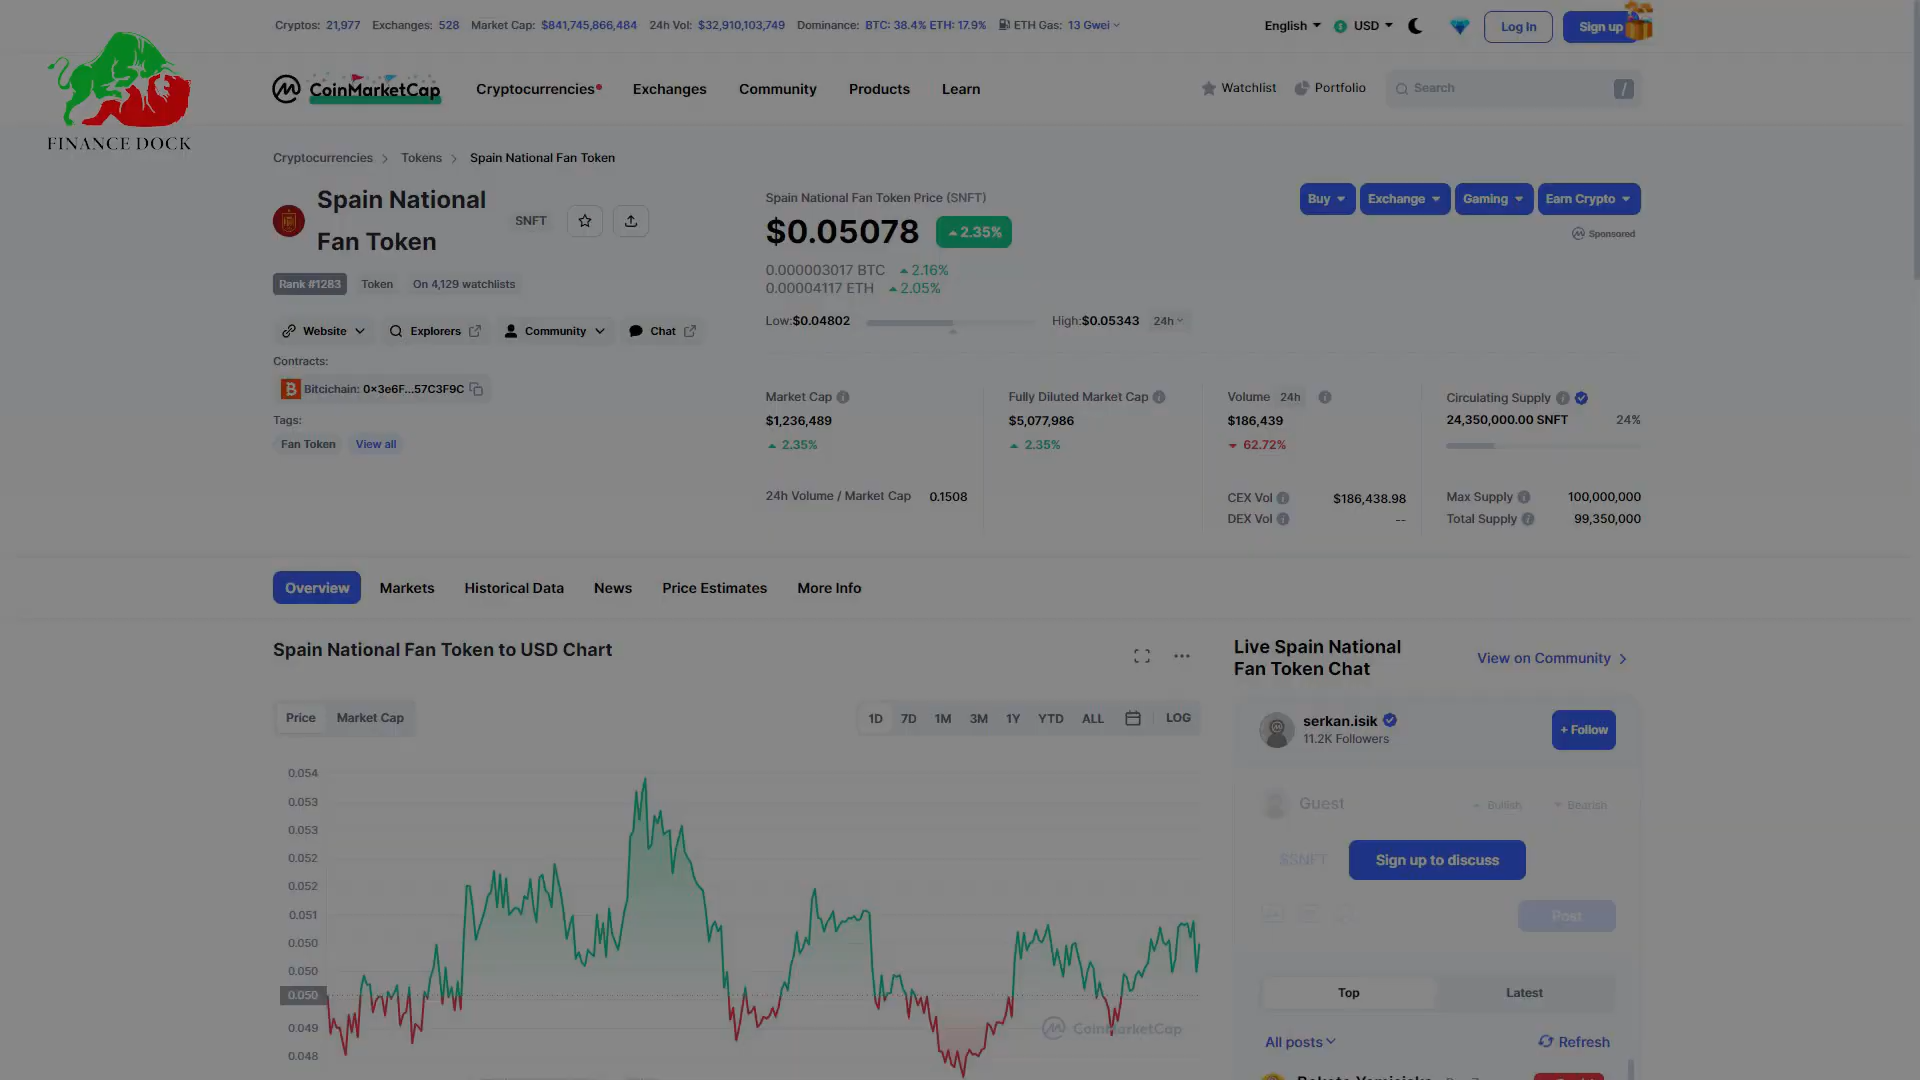 Cryptos: 21,977 Exchanges: 528 Market Cap: $841,745,866,484 24h Vol: $32,910,103,749 Dominance: BTC: 38.4% ETH: 17.9% ETH Gas: 13 Gwei
English USD Log In Sign up
FINANCE DOCK
CoinMarketCap Cryptocurrencies Exchanges Community Products Learn
Watchlist Portfolio Search /
Cryptocurrencies > Tokens > Spain National Fan Token
Spain National
Fan Token
SNFT
Rank #1283 Token On 4,129 watchlists
Website Explorers Community Chat
Contracts:
Bitcichain: 0x3e6F...57C3F9C
Tags:
Fan Token View all
Spain National Fan Token Price (SNFT)
$0.05078 2.35%
0.000003017 BTC 2.16%
0.00004117 ETH 2.05%
Low:$0.04802 High:$0.05343 24h
Buy Exchange Gaming Earn Crypto
Sponsored
Market Cap
$1,236,489
2.35%
24h Volume / Market Cap 0.1508
Fully Diluted Market Cap
$5,077,986
2.35%
Volume 24h
$186,439
62.72%
CEX Vol $186,438.98
DEX Vol --
Circulating Supply
24,350,000.00 SNFT 24%
Max Supply 100,000,000
Total Supply 99,350,000
Overview Markets Historical Data News Price Estimates More Info
Spain National Fan Token to USD Chart
Price Market Cap
1D 7D 1M 3M 1Y YTD ALL LOG
0.054
0.053
0.053
0.052
0.052
0.051
0.050
0.050
0.050
0.049
0.048
CoinMarketCap
Live Spain National
Fan Token Chat
View on Community >
serkan.isik
11.2K Followers
+ Follow
Guest Bullish Bearish
$SNFT Sign up to discuss
Post
Top Latest
All posts Refresh